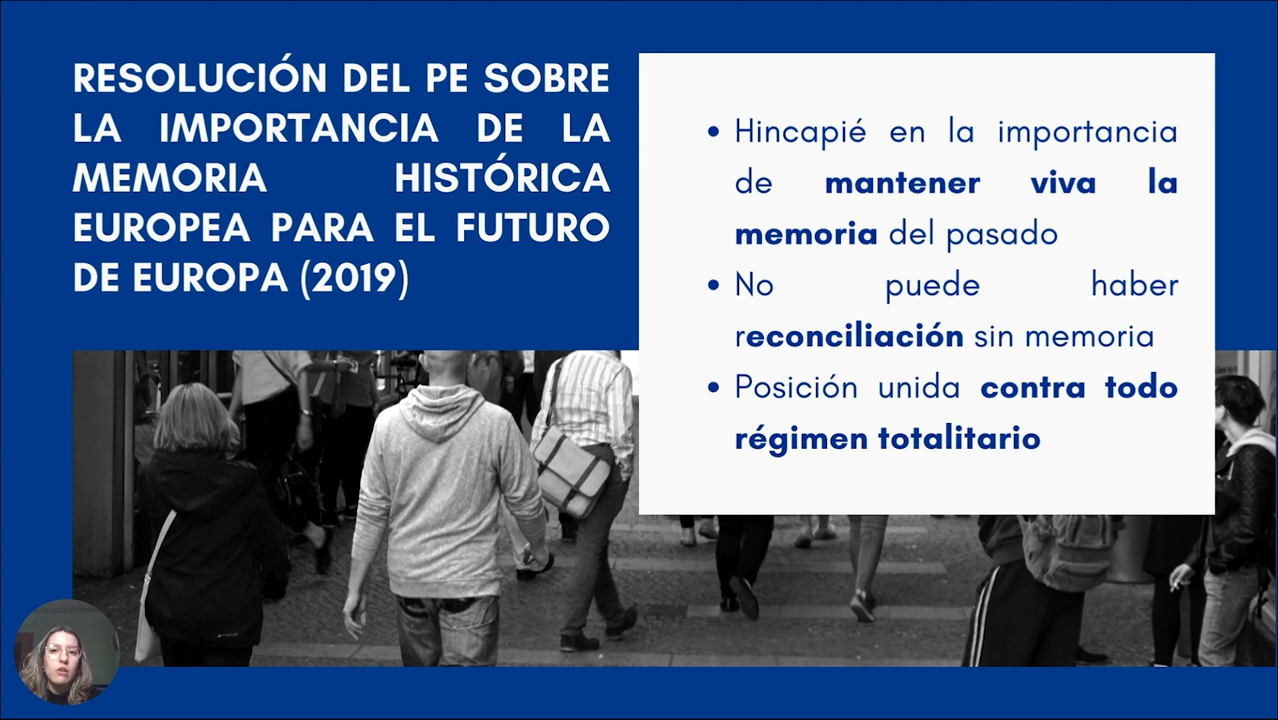 RESOLUCIÓN DEL PE SOBRE
LA IMPORTANCIA DE LA
MEMORIA HISTÓRICA
EUROPEA PARA EL FUTURO
DE EUROPA (2019)
• Hincapié en la importancia
de mantener viva la
memoria del pasado
• No puede haber
reconciliación sin memoria
• Posición unida contra todo
régimen totalitario